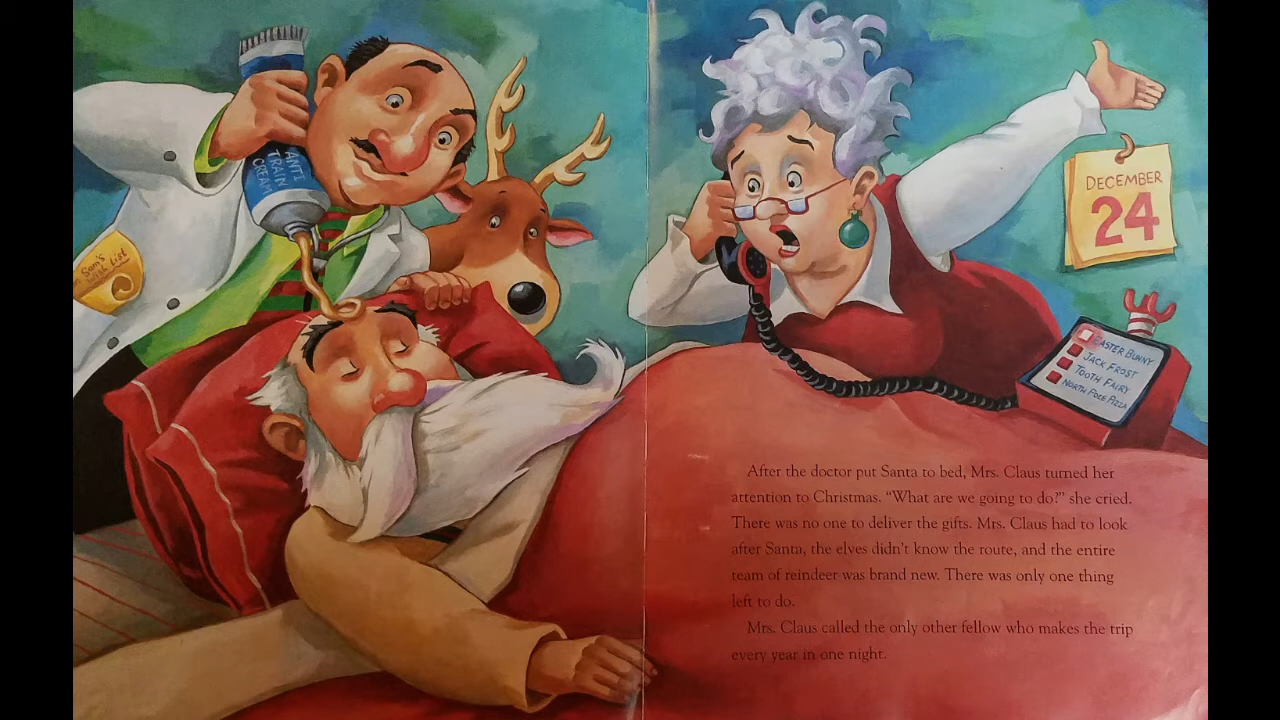 ANTI
TRAIN
CREAM
Sam's
Wish List
DECEMBER
24
EASTER BUNNY
JACK FROST
TOOTH FAIRY
NORTH POLE PIZZA
After the doctor put Santa to bed, Mrs. Claus turned her
attention to Christmas. “What are we going to do?” she cried.
There was no one to deliver the gifts. Mrs. Claus had to look
after Santa, the elves didn’t know the route, and the entire
team of reindeer was brand new. There was only one thing
left to do.
Mrs. Claus called the only other fellow who makes the trip
every year in one night.